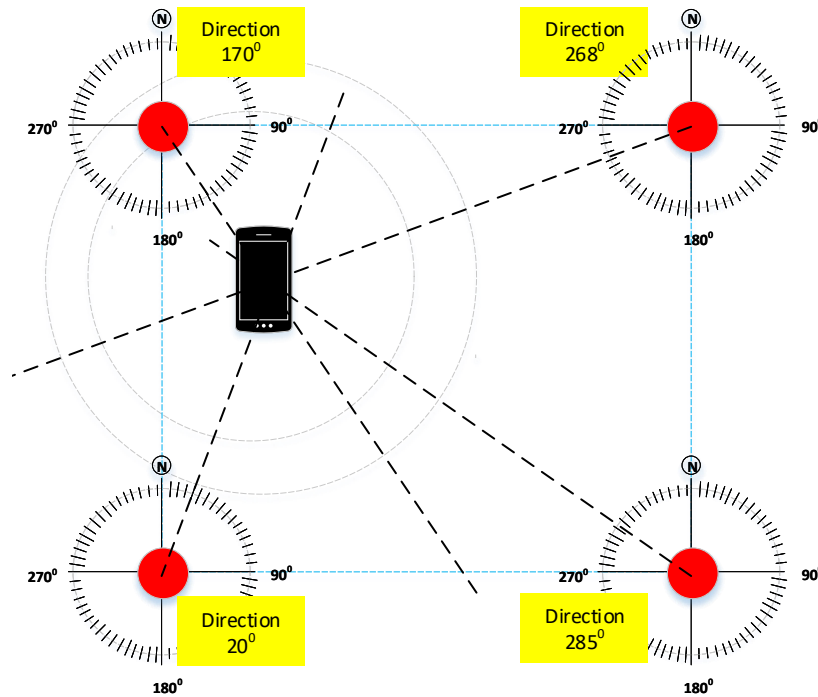 N
Direction
170⁰
N
Direction
268⁰
270⁰
90⁰
270⁰
90
180⁰
180⁰
N
N
270⁰
90⁰
270⁰
90
Direction
20⁰
Direction
285⁰
180⁰
180⁰